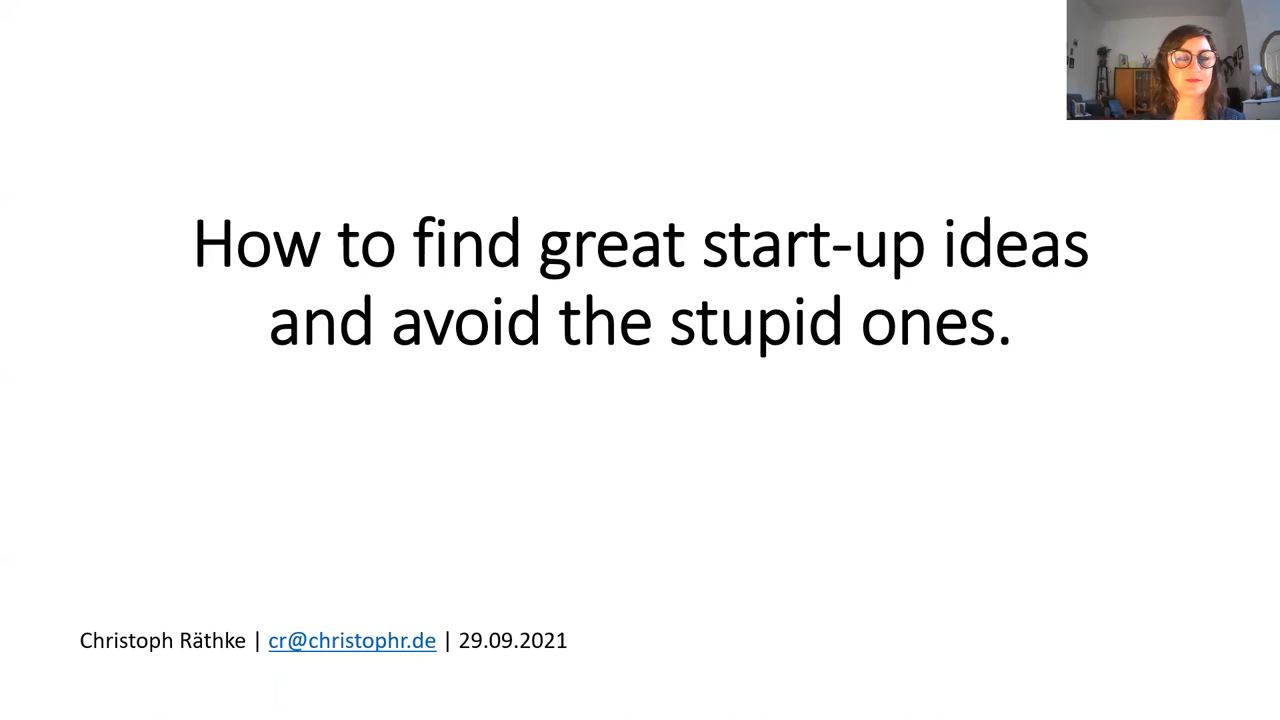 How to find great start-up ideas
and avoid the stupid ones.
Christoph Räthke | cr@christophr.de | 29.09.2021